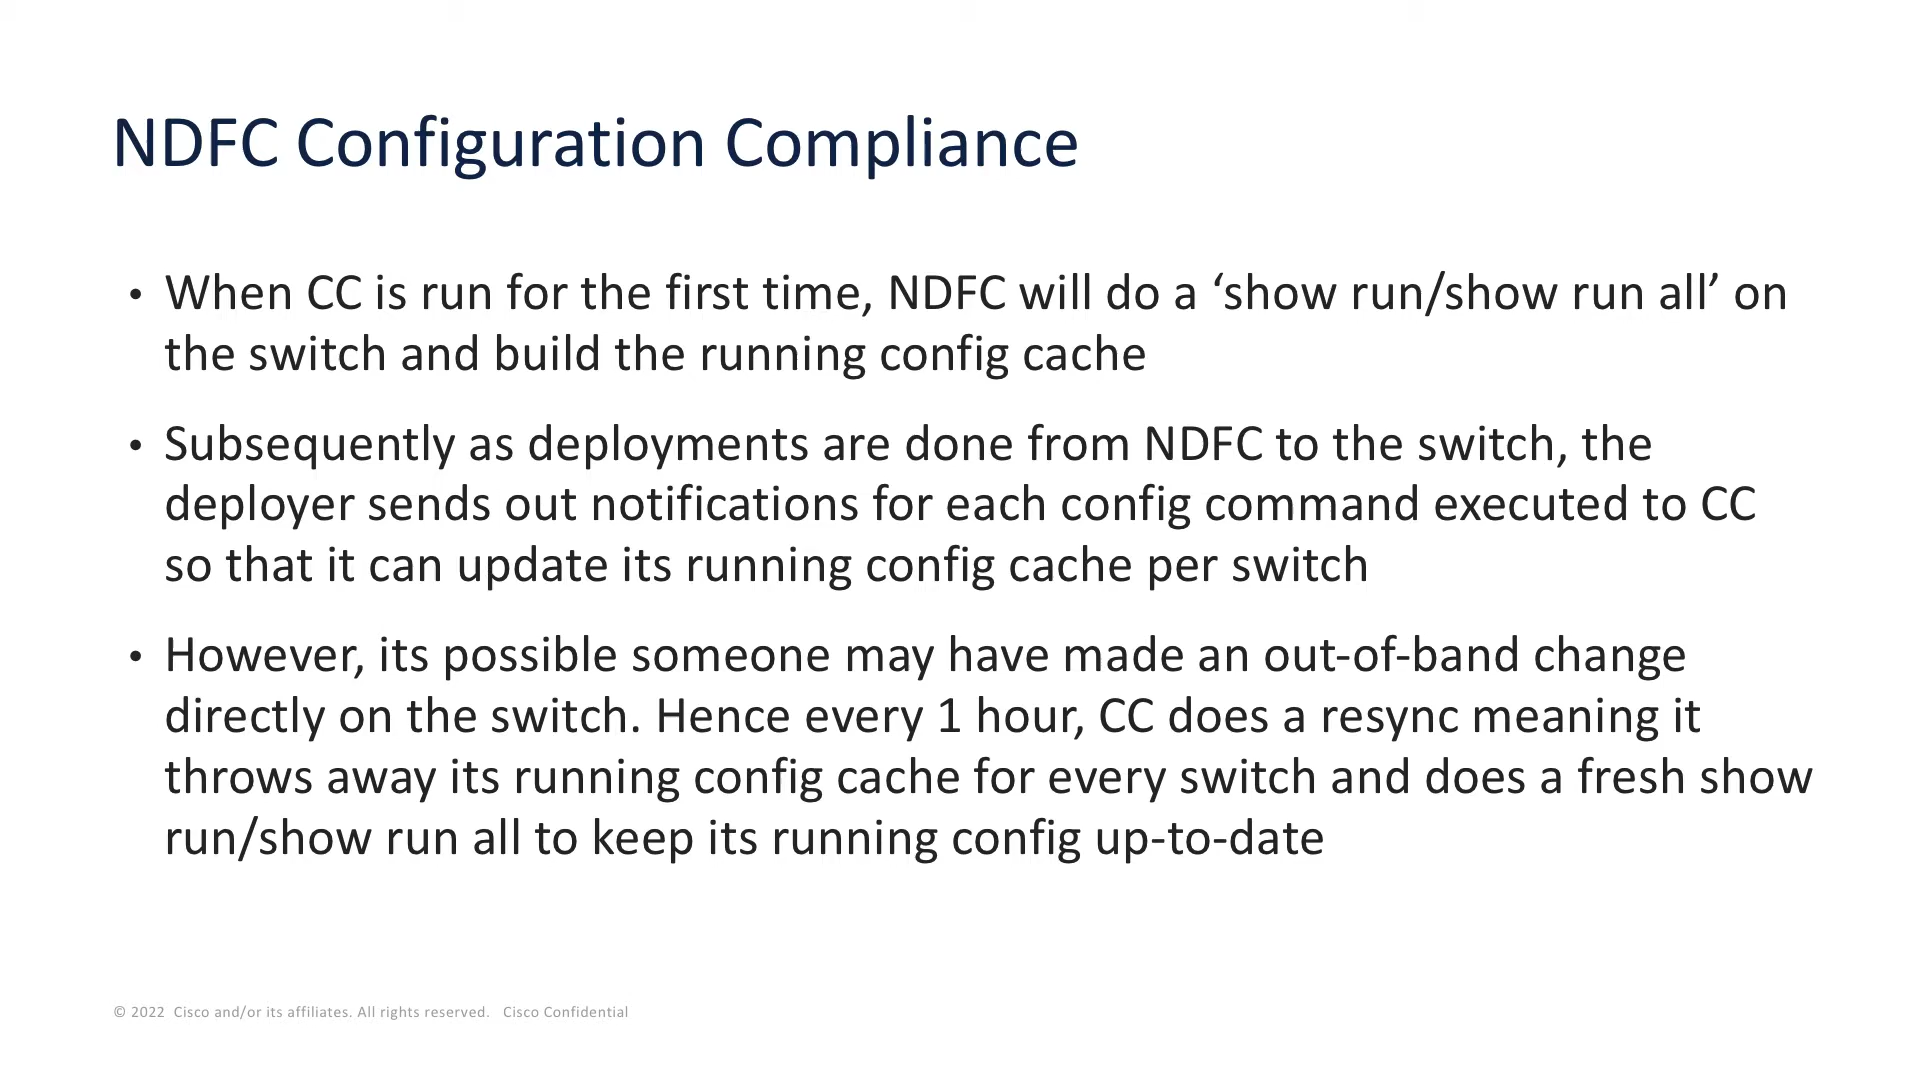 NDFC Configuration Compliance
• When CC is run for the first time, NDFC will do a ‘show run/show run all’ on
the switch and build the running config cache
• Subsequently as deployments are done from NDFC to the switch, the
deployer sends out notifications for each config command executed to CC
so that it can update its running config cache per switch
• However, its possible someone may have made an out-of-band change
directly on the switch. Hence every 1 hour, CC does a resync meaning it
throws away its running config cache for every switch and does a fresh show
run/show run all to keep its running config up-to-date
© 2022 Cisco and/or its affiliates. All rights reserved. Cisco Confidential